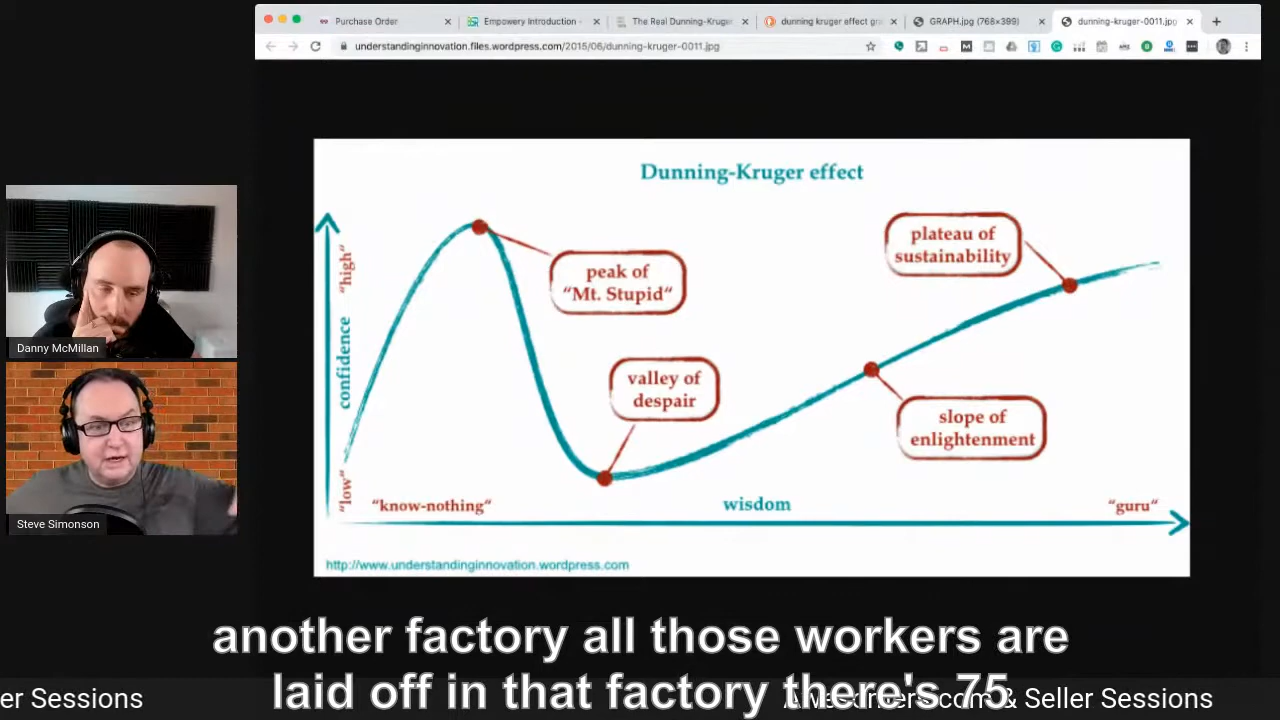 Purchase Order
Empowery Introduction -
The Real Dunning-Kruger
dunning kruger effect gra
GRAPH.jpg (768×399)
dunning-kruger-0011.jpg
understandinginnovation.files.wordpress.com/2015/06/dunning-kruger-0011.jpg
Dunning-Kruger effect
"high"
confidence
"low"
peak of
"Mt. Stupid"
valley of
despair
plateau of
sustainability
slope of
enlightenment
"know-nothing"
wisdom
"guru"
http://www.understandinginnovation.wordpress.com
Danny McMillan
Steve Simonson
another factory all those workers are
laid off in that factory there's 75
er Sessions
& Seller Sessions